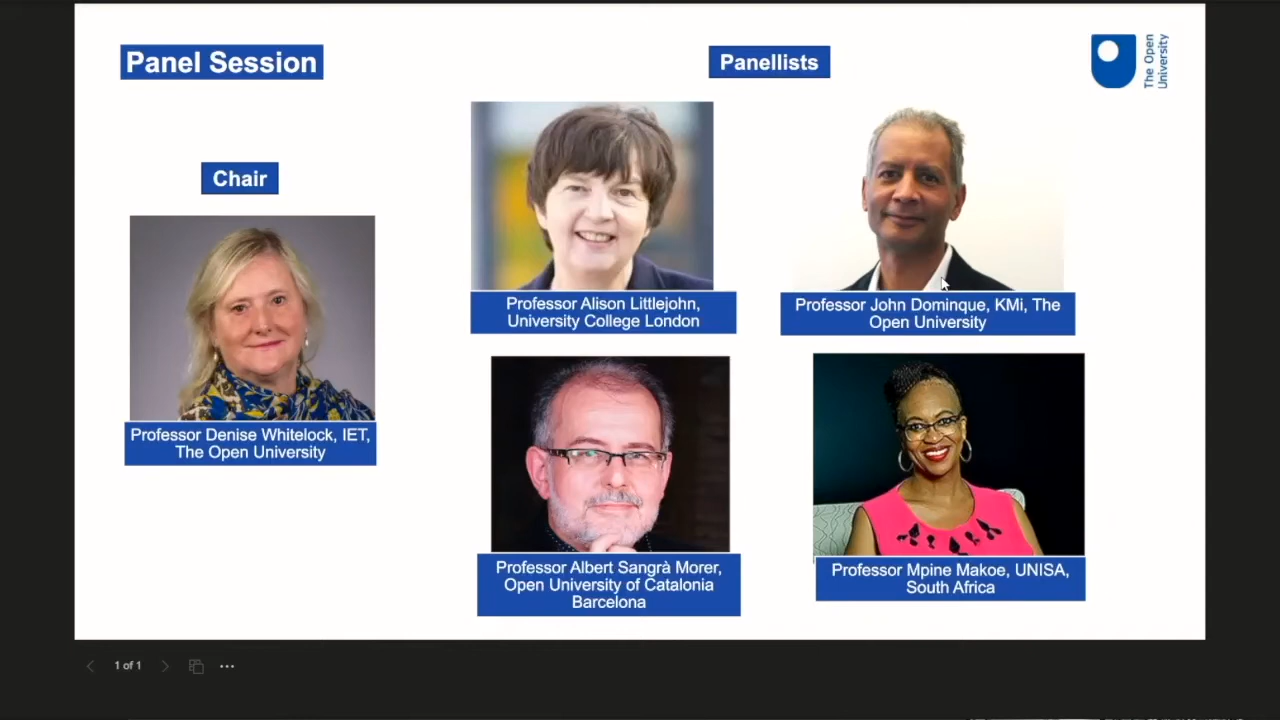 Panel Session
Panellists
The Open
University
Chair
Professor Denise Whitelock, IET,
The Open University
Professor Alison Littlejohn,
University College London
Professor John Dominque, KMi, The
Open University
Professor Albert Sangrà Morer,
Open University of Catalonia
Barcelona
Professor Mpine Makoe, UNISA,
South Africa
1 of 1